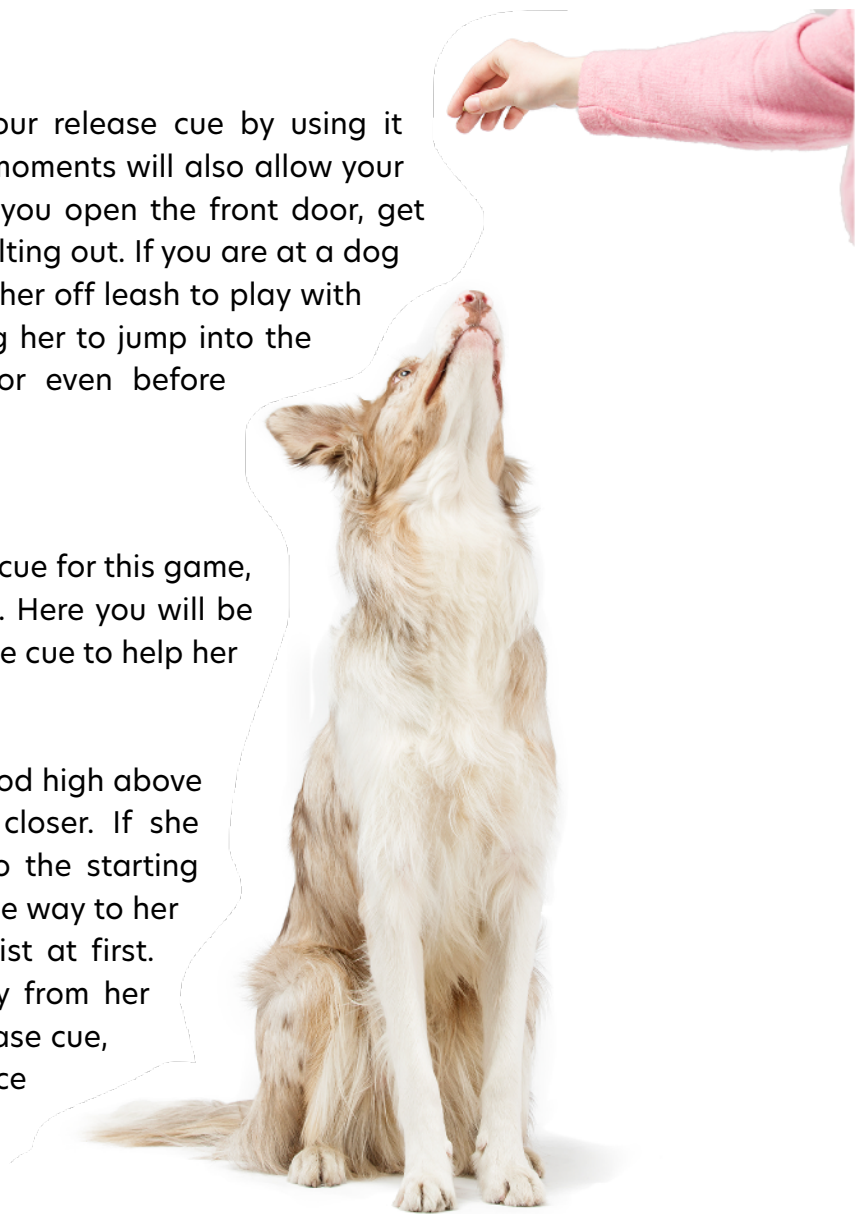 our release cue by using it
moments will also allow your
you open the front door, get
lting out. If you are at a dog
her off leash to play with
g her to jump into the
or even before
cue for this game,
. Here you will be
e cue to help her
od high above
closer. If she
o the starting
e way to her
ist at first.
y from her
ase cue,
ce